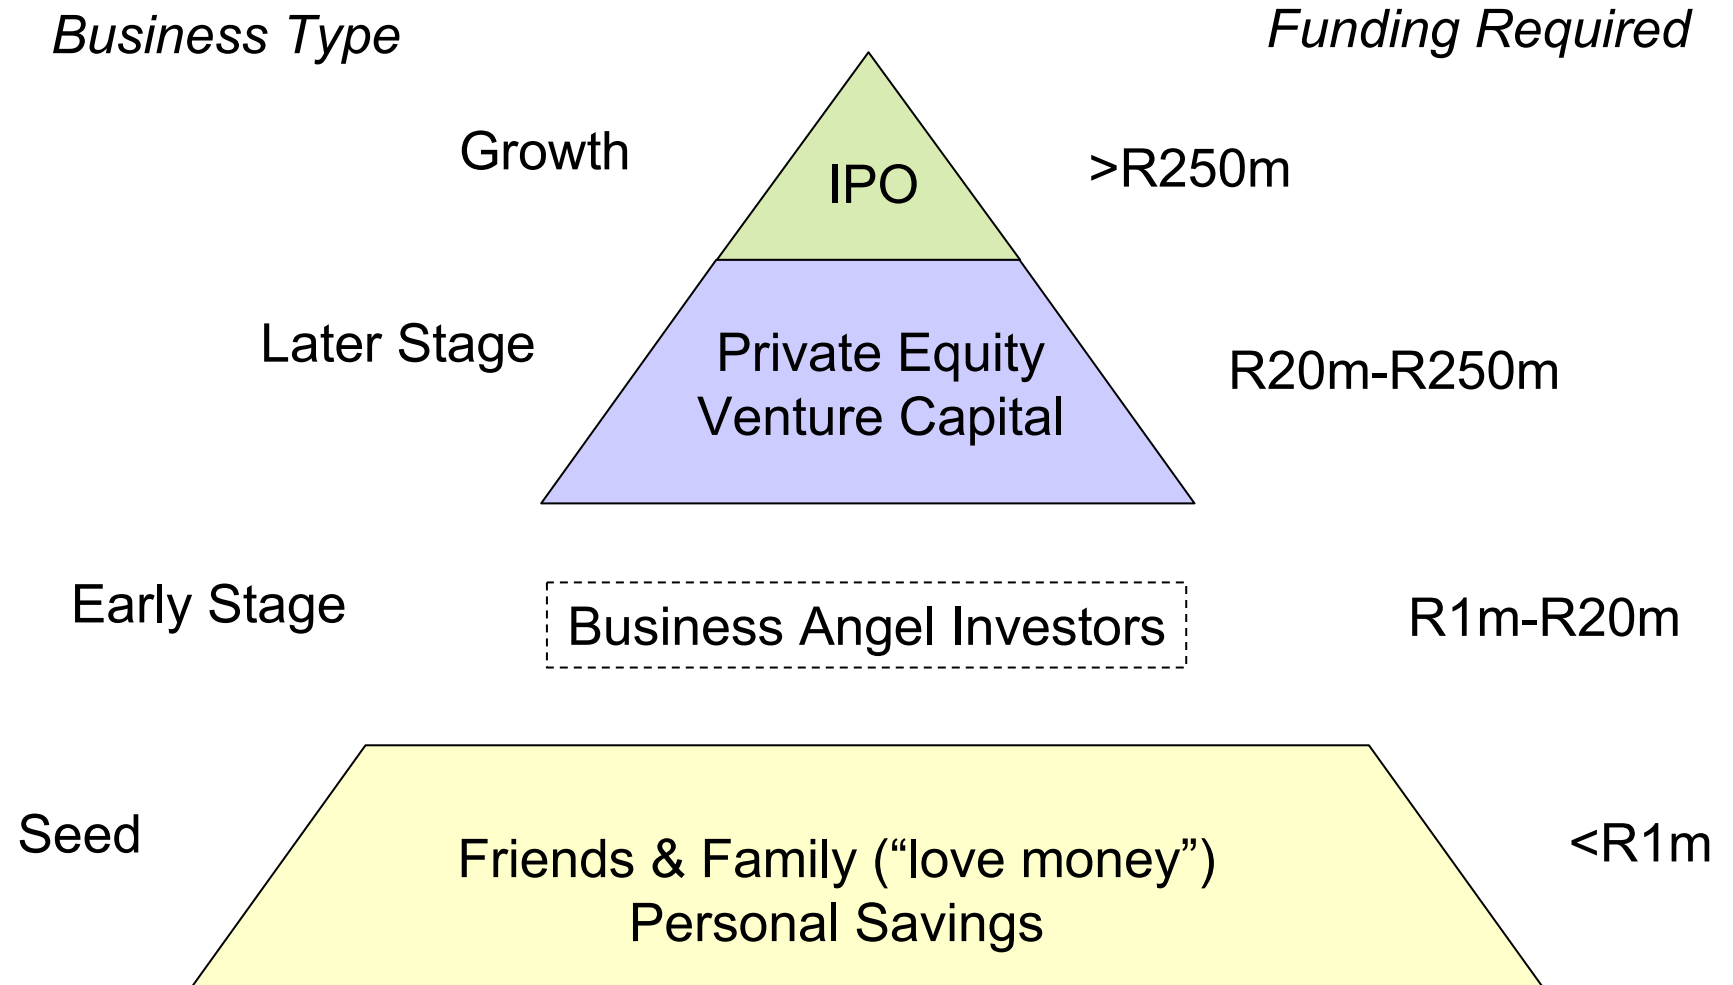 Business Type
Funding Required
Growth
IPO
>R250m
Later Stage
Private Equity
Venture Capital
R20m-R250m
Early Stage
Business Angel Investors
R1m-R20m
Seed
Friends & Family (“love money”)
Personal Savings
<R1m